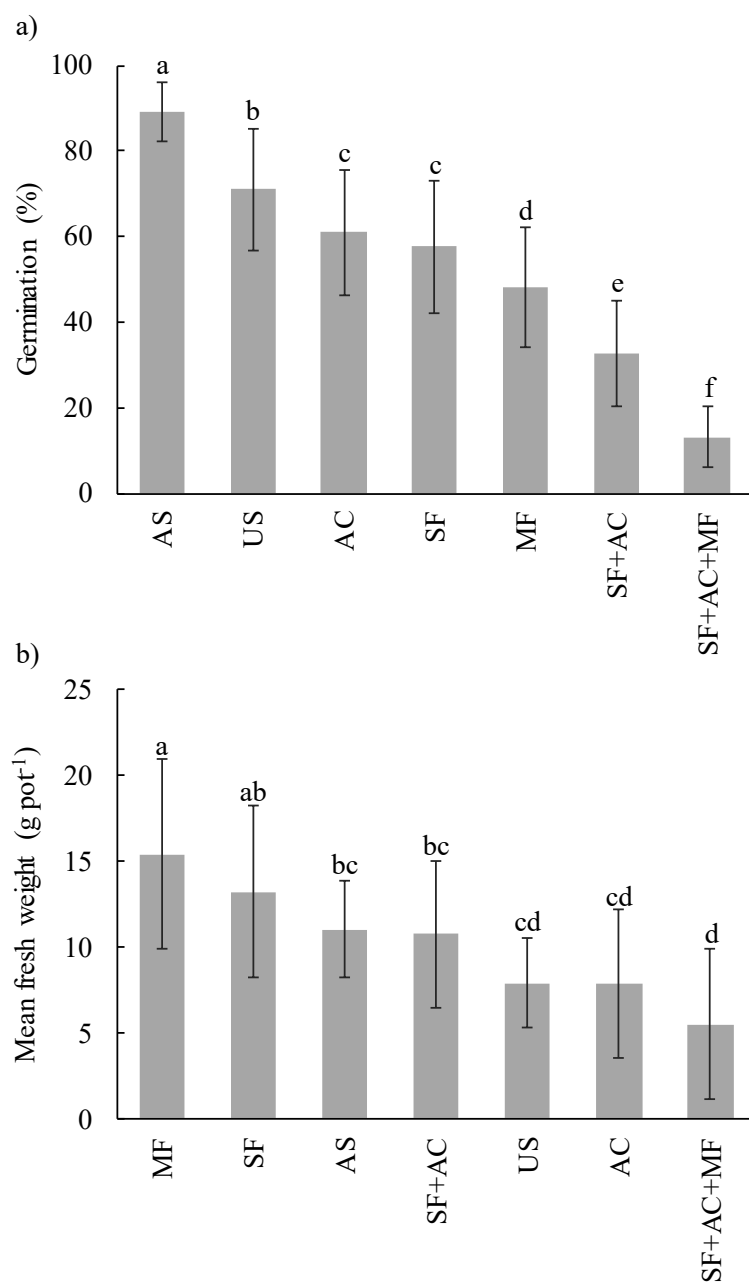 a)
Germination (%)
100
80
60
40
20
0
a
b
c
c
d
e
f
AS
US
AC
SF
MF
SF+AC
SF+AC+MF
b)
Mean fresh weight (g pot-1)
25
20
15
10
5
0
a
ab
bc
bc
cd
cd
d
MF
SF
AS
SF+AC
US
AC
SF+AC+MF